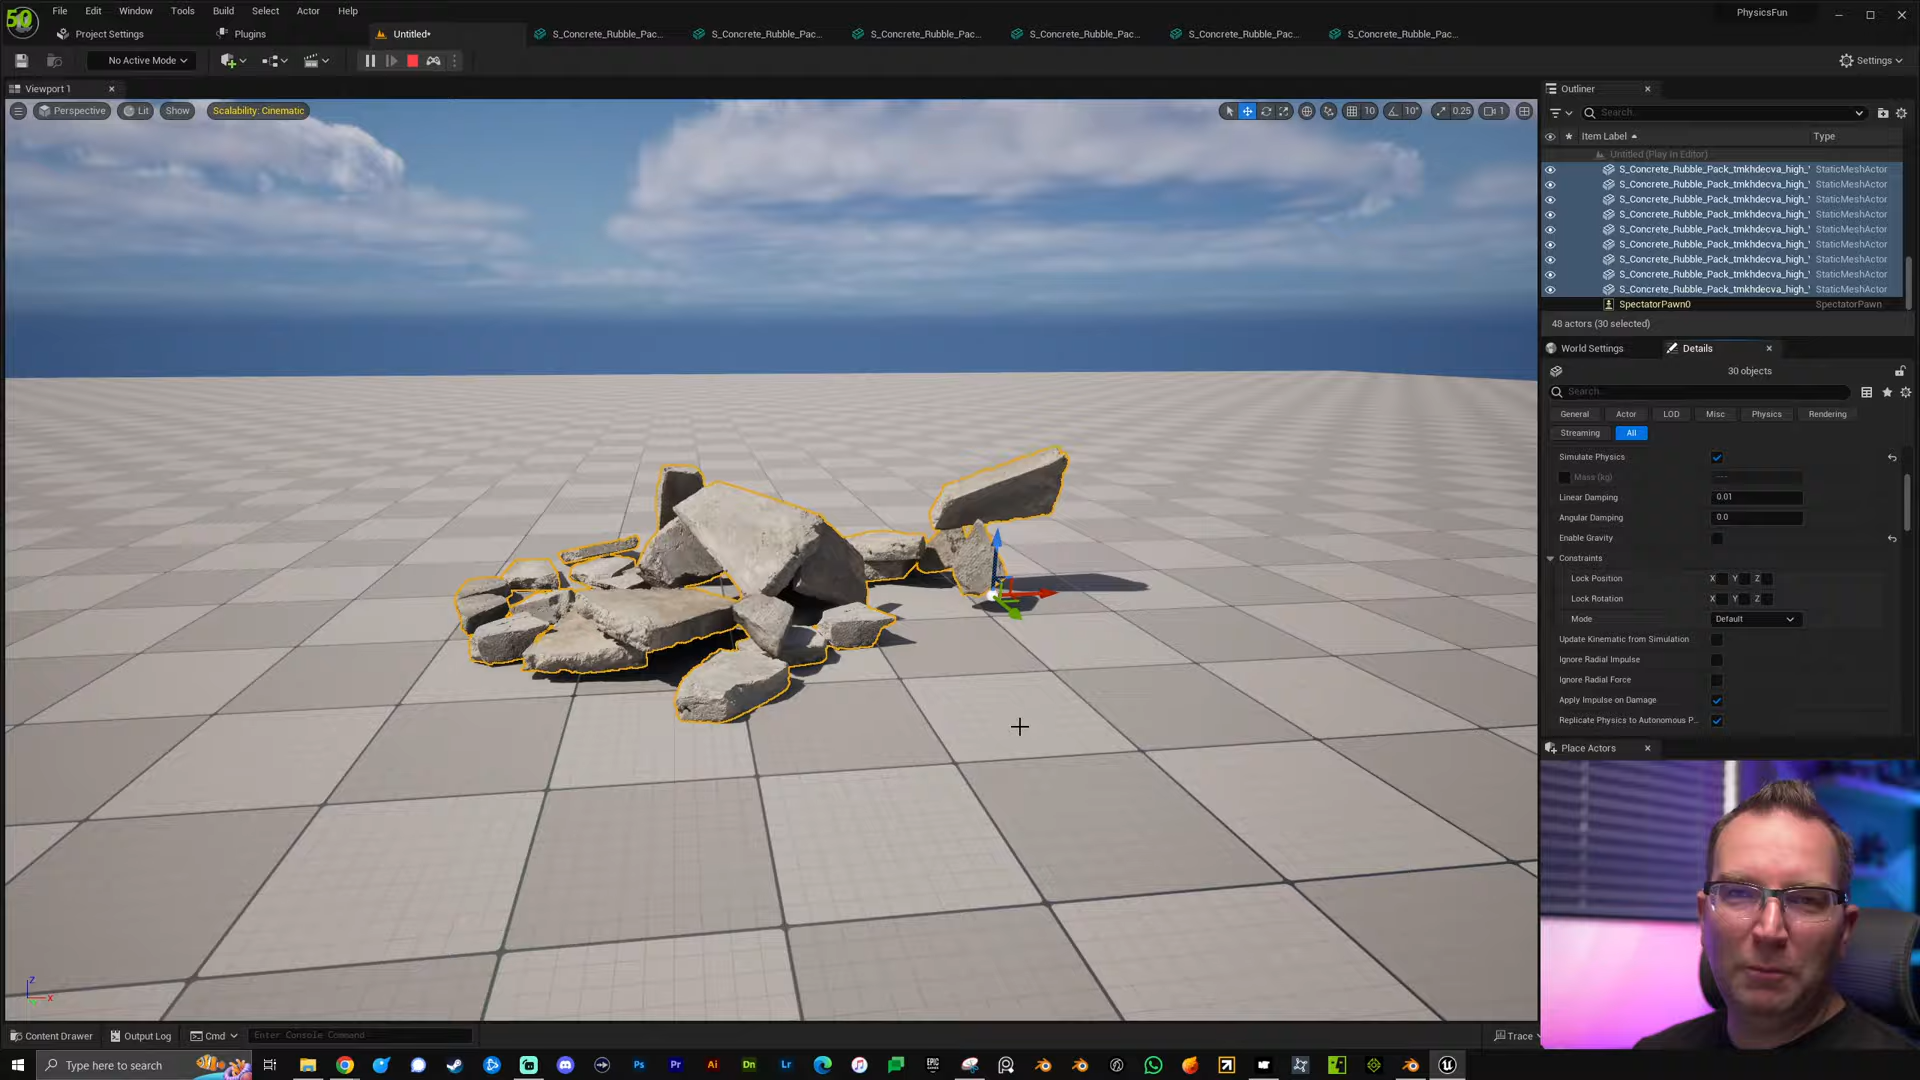 File Edit Window Tools Build Select Actor Help
PhysicsFun
Project Settings
Plugins
Untitled*
S_Concrete_Rubble_Pac...
S_Concrete_Rubble_Pac...
S_Concrete_Rubble_Pac...
S_Concrete_Rubble_Pac...
S_Concrete_Rubble_Pac...
S_Concrete_Rubble_Pac...
No Active Mode
Settings
Viewport 1
Perspective
Lit
Show
Scalability: Cinematic
10
10°
0.25
1
Outliner
Search...
Item Label
Type
Untitled (Play In Editor)
S_Concrete_Rubble_Pack_tmkhdecva_high_ StaticMeshActor
S_Concrete_Rubble_Pack_tmkhdecva_high_ StaticMeshActor
S_Concrete_Rubble_Pack_tmkhdecva_high_ StaticMeshActor
S_Concrete_Rubble_Pack_tmkhdecva_high_ StaticMeshActor
S_Concrete_Rubble_Pack_tmkhdecva_high_ StaticMeshActor
S_Concrete_Rubble_Pack_tmkhdecva_high_ StaticMeshActor
S_Concrete_Rubble_Pack_tmkhdecva_high_ StaticMeshActor
S_Concrete_Rubble_Pack_tmkhdecva_high_ StaticMeshActor
S_Concrete_Rubble_Pack_tmkhdecva_high_ StaticMeshActor
SpectatorPawn0 SpectatorPawn
48 actors (30 selected)
World Settings
Details
30 objects
Search
General Actor LOD Misc Physics Rendering
Streaming All
Simulate Physics
Mass (kg) ---
Linear Damping 0.01
Angular Damping 0.0
Enable Gravity
Constraints
Lock Position X Y Z
Lock Rotation X Y Z
Mode Default
Update Kinematic from Simulation
Ignore Radial Impulse
Ignore Radial Force
Apply Impulse on Damage
Replicate Physics to Autonomous P...
Place Actors
Z
X
Content Drawer
Output Log
Cmd
Enter Console Command
Trace
Type here to search
Ps Pr Ai Dn Lr
EPIC